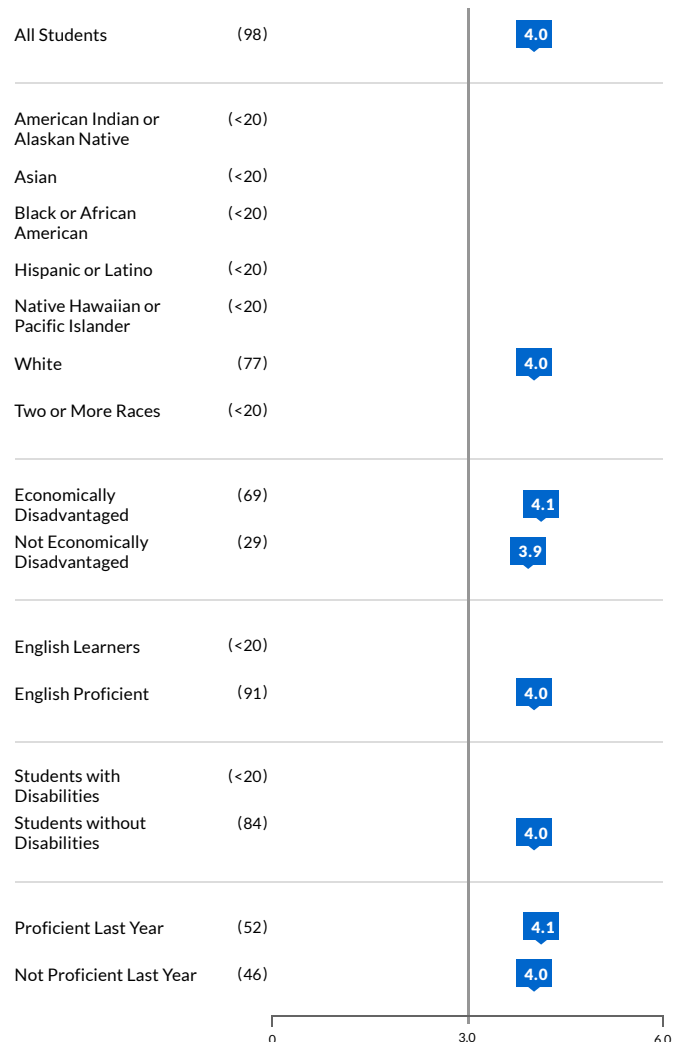 All Students (98) 4.0
American Indian or (<20)
Alaskan Native
Asian (<20)
Black or African (<20)
American
Hispanic or Latino (<20)
Native Hawaiian or (<20)
Pacific Islander
White (77) 4.0
Two or More Races (<20)
Economically (69) 4.1
Disadvantaged
Not Economically (29) 3.9
Disadvantaged
English Learners (<20)
English Proficient (91) 4.0
Students with (<20)
Disabilities
Students without (84) 4.0
Disabilities
Proficient Last Year (52) 4.1
Not Proficient Last Year (46) 4.0
0 3.0 6.0